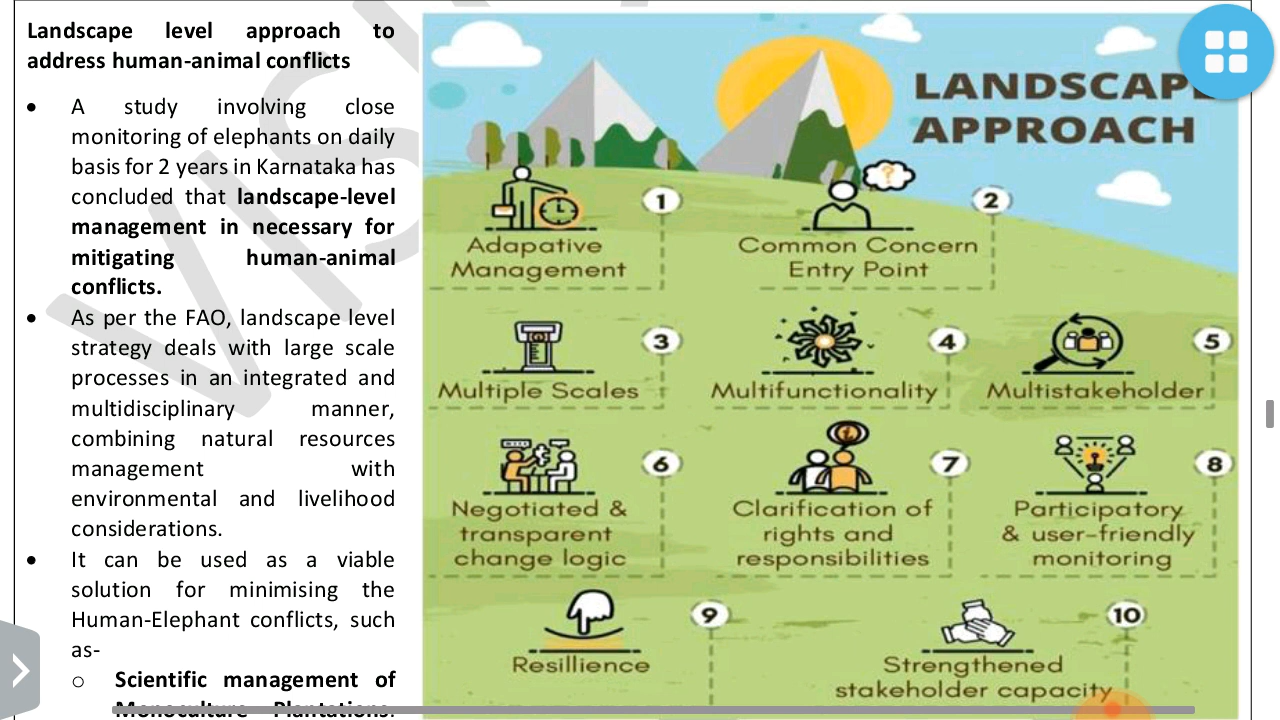 Landscape level approach to
address human-animal conflicts
• A study involving close
monitoring of elephants on daily
basis for 2 years in Karnataka has
concluded that landscape-level
management in necessary for
mitigating human-animal
conflicts.
• As per the FAO, landscape level
strategy deals with large scale
processes in an integrated and
multidisciplinary manner,
combining natural resources
management with
environmental and livelihood
considerations.
• It can be used as a viable
solution for minimising the
Human-Elephant conflicts, such
as-
o Scientific management of
Monoculture Plantations:
LANDSCAPE
APPROACH
1
Adapative
Management
2
Common Concern
Entry Point
3
Multiple Scales
4
Multifunctionality
5
Multistakeholder
6
Negotiated &
transparent
change logic
7
Clarification of
rights and
responsibilities
8
Participatory
& user-friendly
monitoring
9
Resillience
10
Strengthened
stakeholder capacity